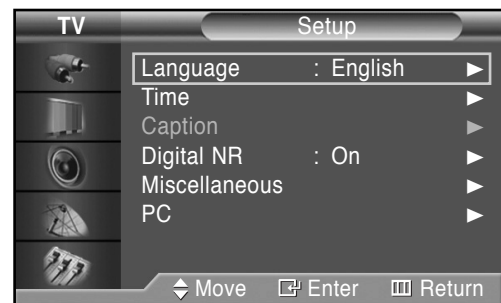 TV Setup
Language : English
Time
Caption
Digital NR : On
Miscellaneous
PC
Move Enter Return